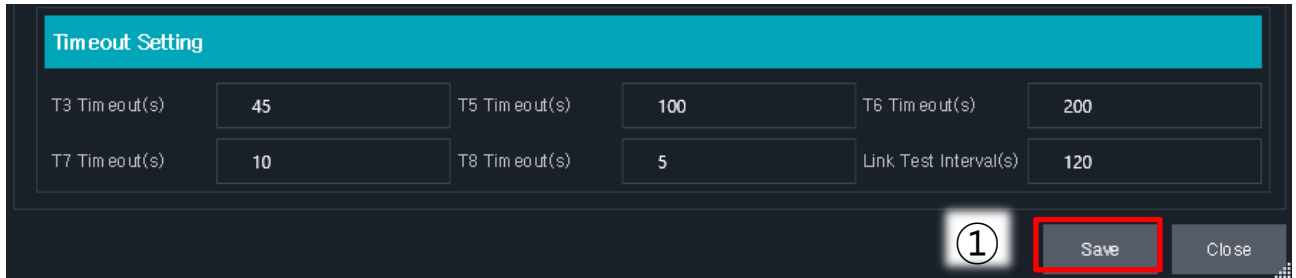 Timeout Setting
T3 Timeout(s) 45 T5 Timeout(s) 100 T6 Timeout(s) 200
T7 Timeout(s) 10 T8 Timeout(s) 5 Link Test Interval(s) 120
① Save Close